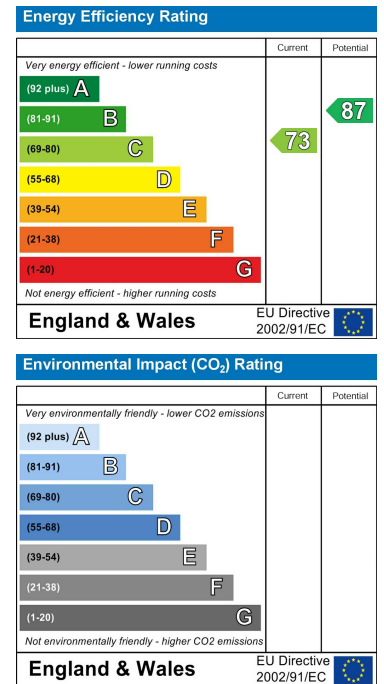 Energy Efficiency Rating
Current Potential
Very energy efficient - lower running costs
(92 plus) A
(81-91) B
(69-80) C
(55-68) D
(39-54) E
(21-38) F
(1-20) G
73
87
Not energy efficient - higher running costs
England & Wales
EU Directive
2002/91/EC
Environmental Impact (CO₂) Rating
Current Potential
Very environmentally friendly - lower CO2 emissions
(92 plus) A
(81-91) B
(69-80) C
(55-68) D
(39-54) E
(21-38) F
(1-20) G
Not environmentally friendly - higher CO2 emissions
England & Wales
EU Directive
2002/91/EC